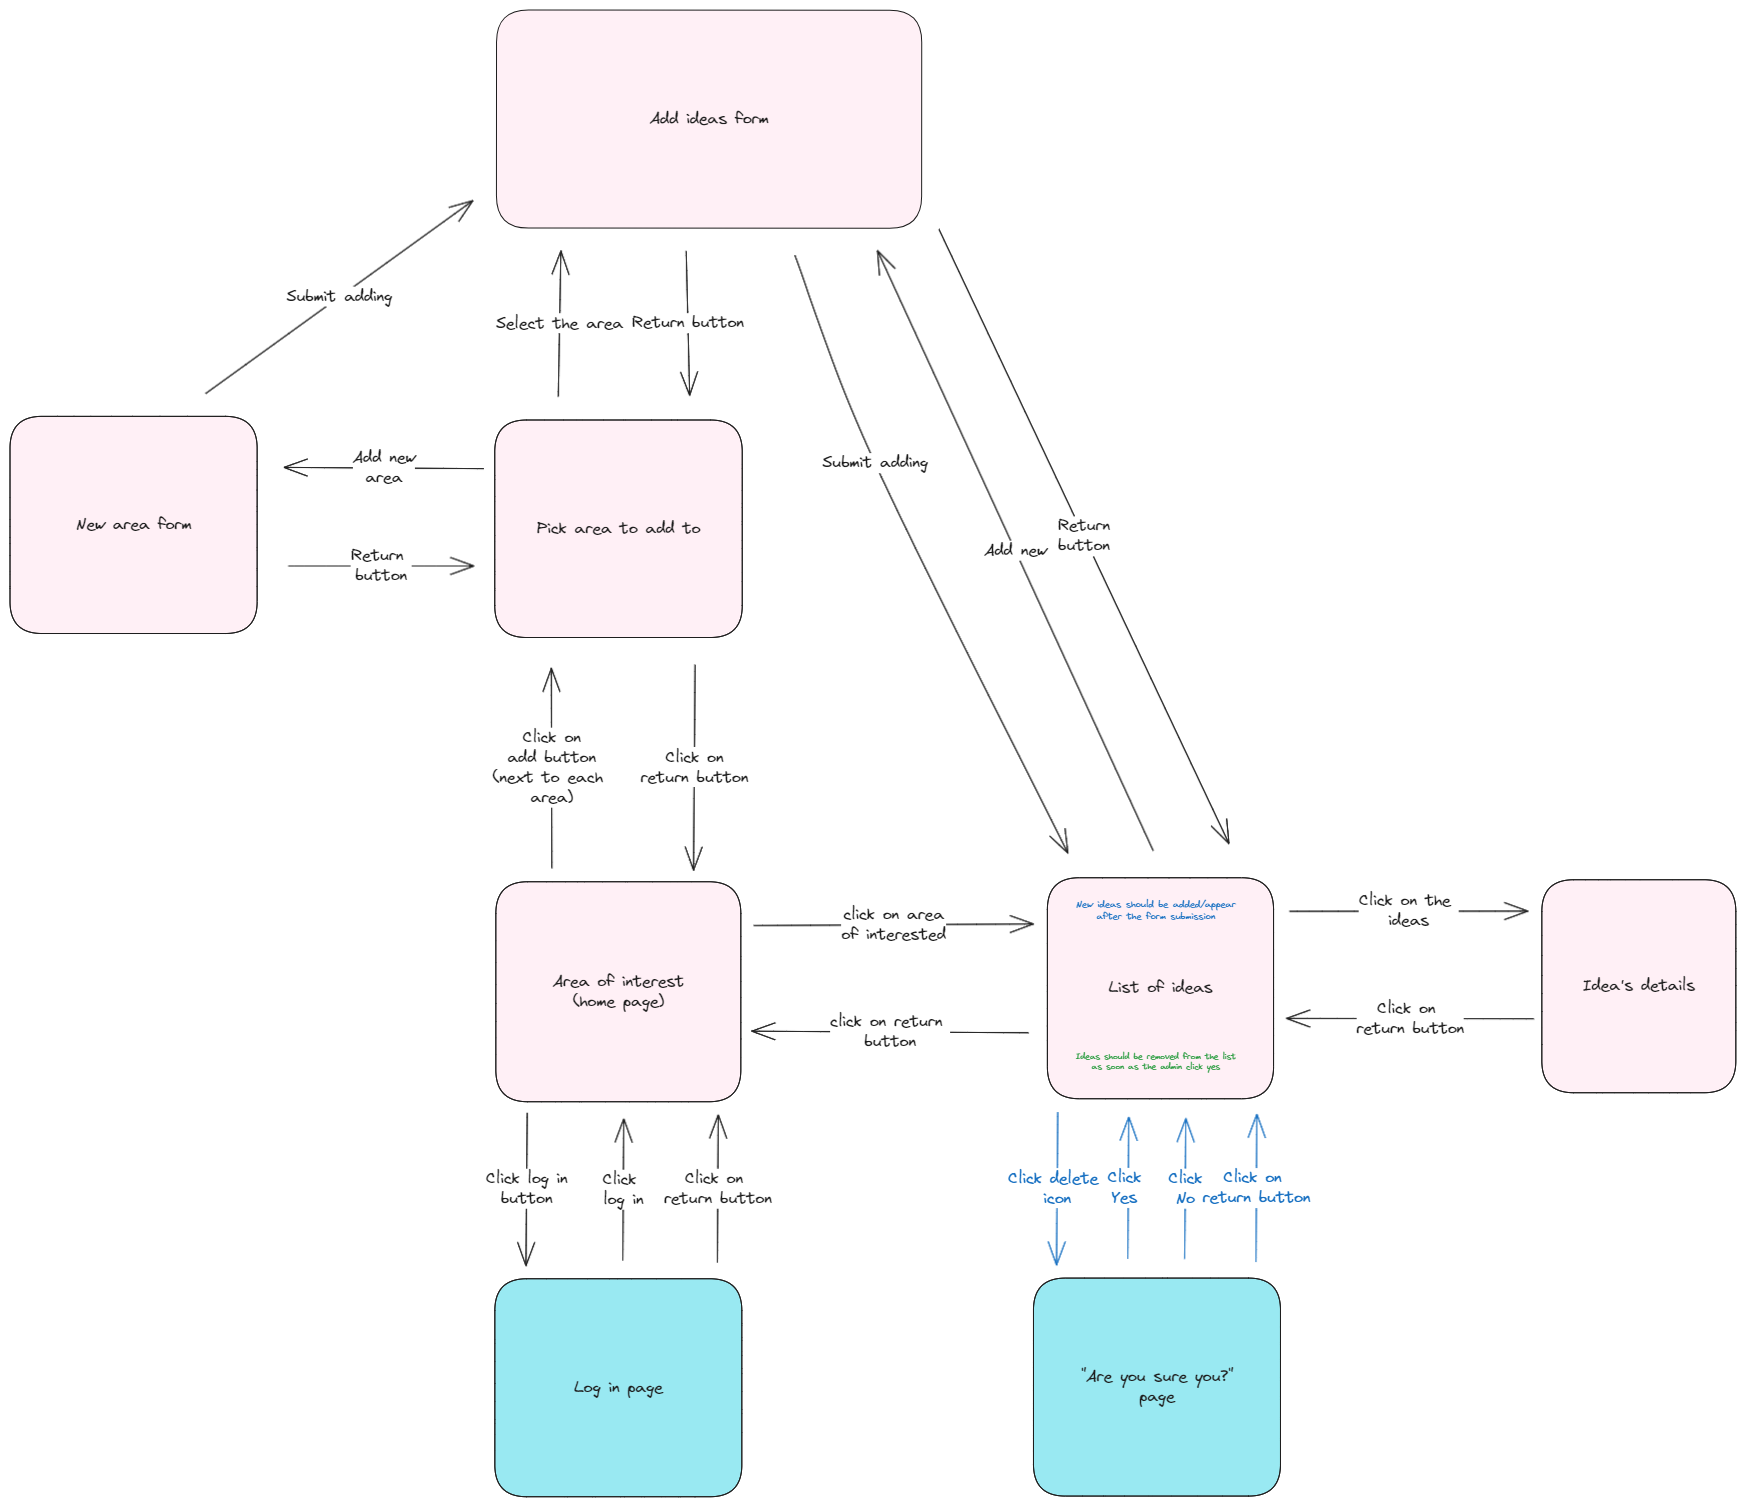 Add ideas form
Submit adding
Select the area
Return button
Submit adding
Add new
Return
button
New area form
Add new
area
Return
button
Pick area to add to
Click on
add button
(next to each
area)
Click on
return button
Area of interest
(home page)
click on area
of interested
click on return
button
New ideas should be added/appear
after the form submission
List of ideas
Ideas should be removed from the list
as soon as the admin click yes
Click on the
ideas
Click on
return button
Idea's details
Click log in
button
Click
log in
Click on
return button
Click delete
icon
Click
Yes
Click
No
Click on
return button
Log in page
"Are you sure you?"
page